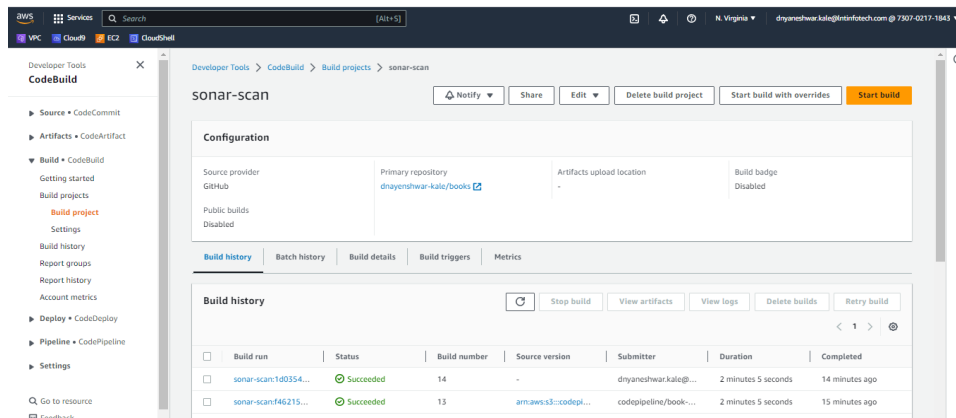 aws Services Search [Alt+S] N. Virginia dnyaneshwar.kale@lntinfotech.com @ 7307-0217-1843
VPC Cloud9 EC2 CloudShell
Developer Tools
CodeBuild
Source • CodeCommit
Artifacts • CodeArtifact
Build • CodeBuild
Getting started
Build projects
Build project
Settings
Build history
Report groups
Report history
Account metrics
Deploy • CodeDeploy
Pipeline • CodePipeline
Settings
Go to resource
Feedback
Developer Tools > CodeBuild > Build projects > sonar-scan
sonar-scan Notify Share Edit Delete build project Start build with overrides Start build
Configuration
Source provider Primary repository Artifacts upload location Build badge
GitHub dnayenshwar-kale/books - Disabled
Public builds
Disabled
Build history Batch history Build details Build triggers Metrics
Build history Stop build View artifacts View logs Delete builds Retry build
< 1 >
Build run Status Build number Source version Submitter Duration Completed
sonar-scan:1d0354... Succeeded 14 - dnyaneshwar.kale@... 2 minutes 5 seconds 14 minutes ago
sonar-scan:f46215... Succeeded 13 arn:aws:s3:::codepi... codepipeline/book-... 2 minutes 5 seconds 15 minutes ago